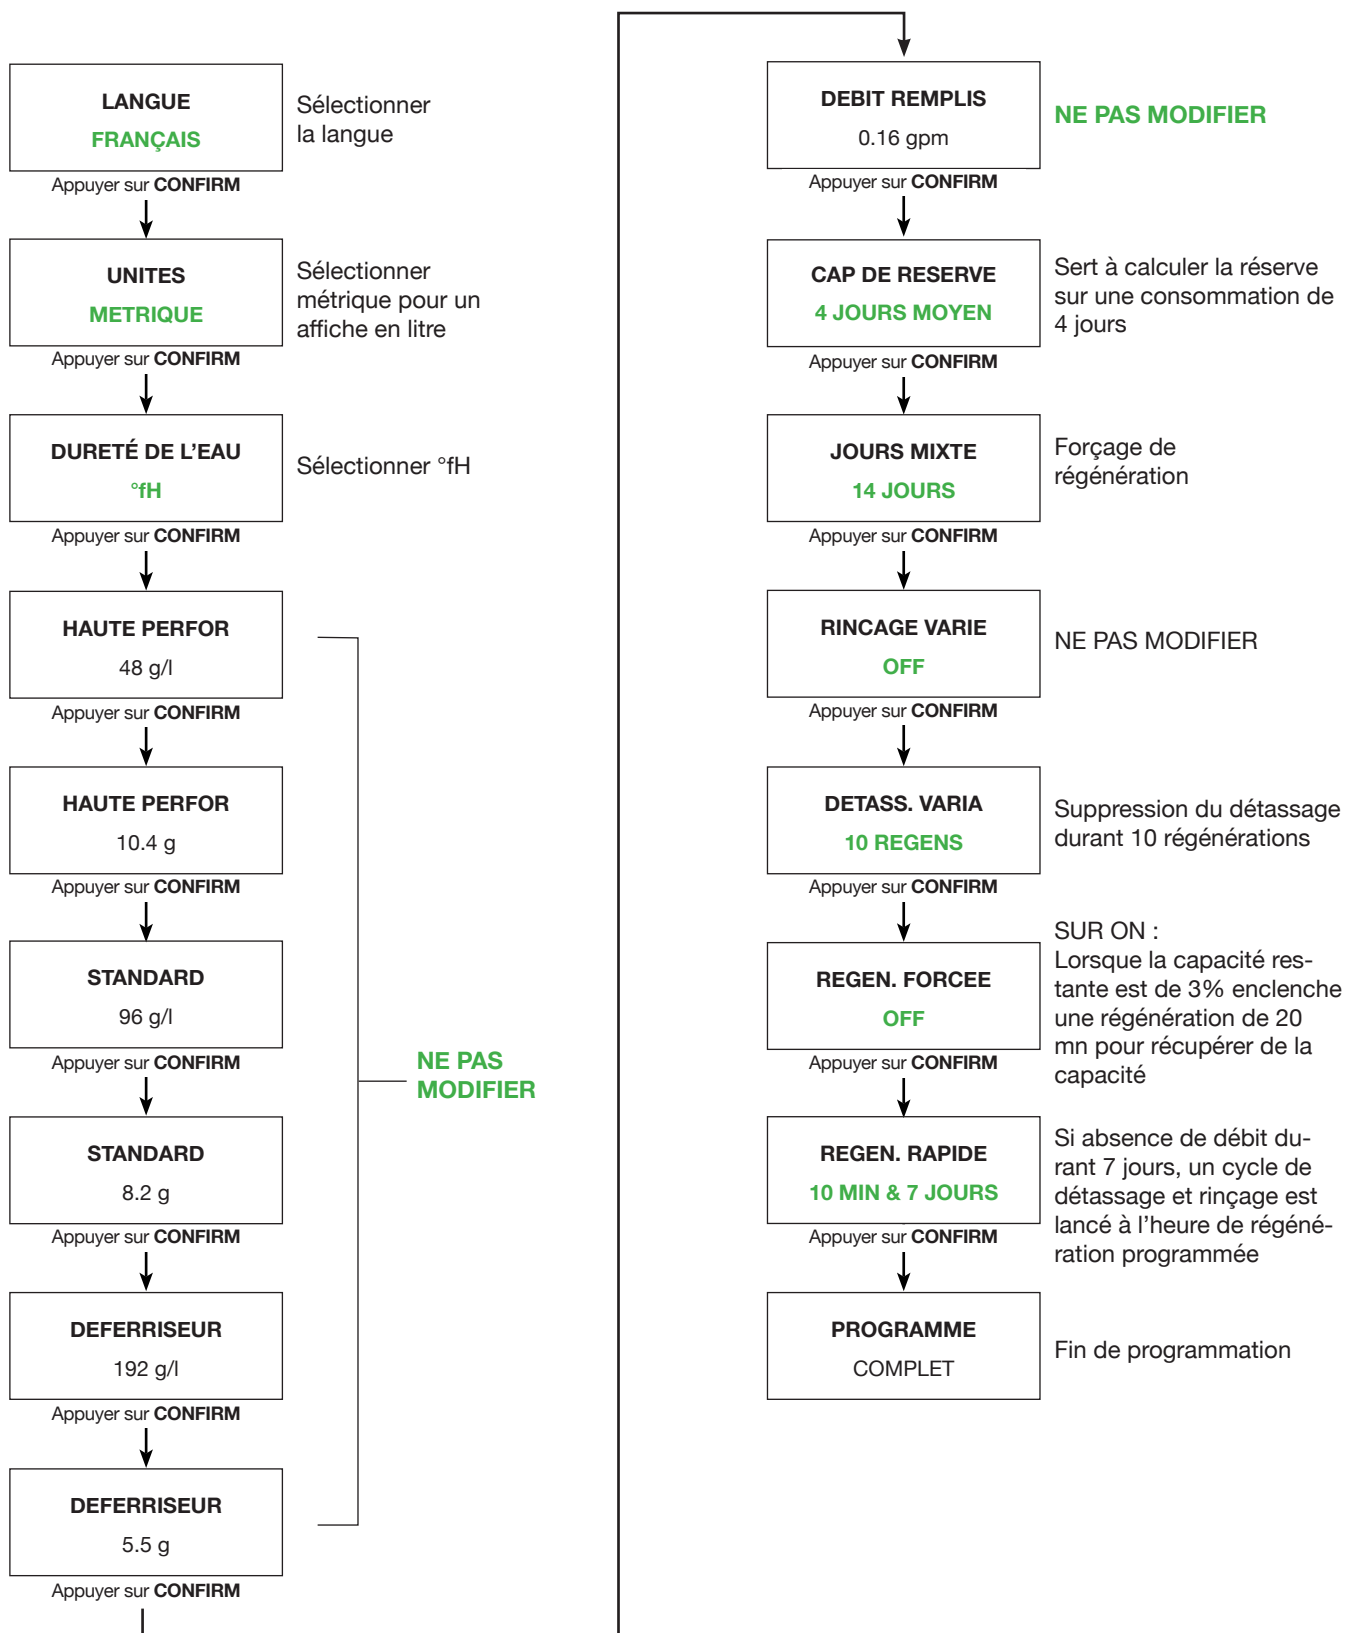 LANGUE
FRANÇAIS
Sélectionner
la langue
Appuyer sur CONFIRM
UNITES
METRIQUE
Sélectionner
métrique pour un
affiche en litre
Appuyer sur CONFIRM
DURETÉ DE L’EAU
°fH
Sélectionner °fH
Appuyer sur CONFIRM
HAUTE PERFOR
48 g/l
Appuyer sur CONFIRM
HAUTE PERFOR
10.4 g
Appuyer sur CONFIRM
STANDARD
96 g/l
Appuyer sur CONFIRM
STANDARD
8.2 g
Appuyer sur CONFIRM
DEFERRISEUR
192 g/l
Appuyer sur CONFIRM
DEFERRISEUR
5.5 g
Appuyer sur CONFIRM
NE PAS
MODIFIER
DEBIT REMPLIS
0.16 gpm
NE PAS MODIFIER
Appuyer sur CONFIRM
CAP DE RESERVE
4 JOURS MOYEN
Sert à calculer la réserve
sur une consommation de
4 jours
Appuyer sur CONFIRM
JOURS MIXTE
14 JOURS
Forçage de
régénération
Appuyer sur CONFIRM
RINCAGE VARIE
OFF
NE PAS MODIFIER
Appuyer sur CONFIRM
DETASS. VARIA
10 REGENS
Suppression du détassage
durant 10 régénérations
Appuyer sur CONFIRM
REGEN. FORCEE
OFF
SUR ON :
Lorsque la capacité res-
tante est de 3% enclenche
une régénération de 20
mn pour récupérer de la
capacité
Appuyer sur CONFIRM
REGEN. RAPIDE
10 MIN & 7 JOURS
Si absence de débit du-
rant 7 jours, un cycle de
détassage et rinçage est
lancé à l’heure de régéné-
ration programmée
Appuyer sur CONFIRM
PROGRAMME
COMPLET
Fin de programmation